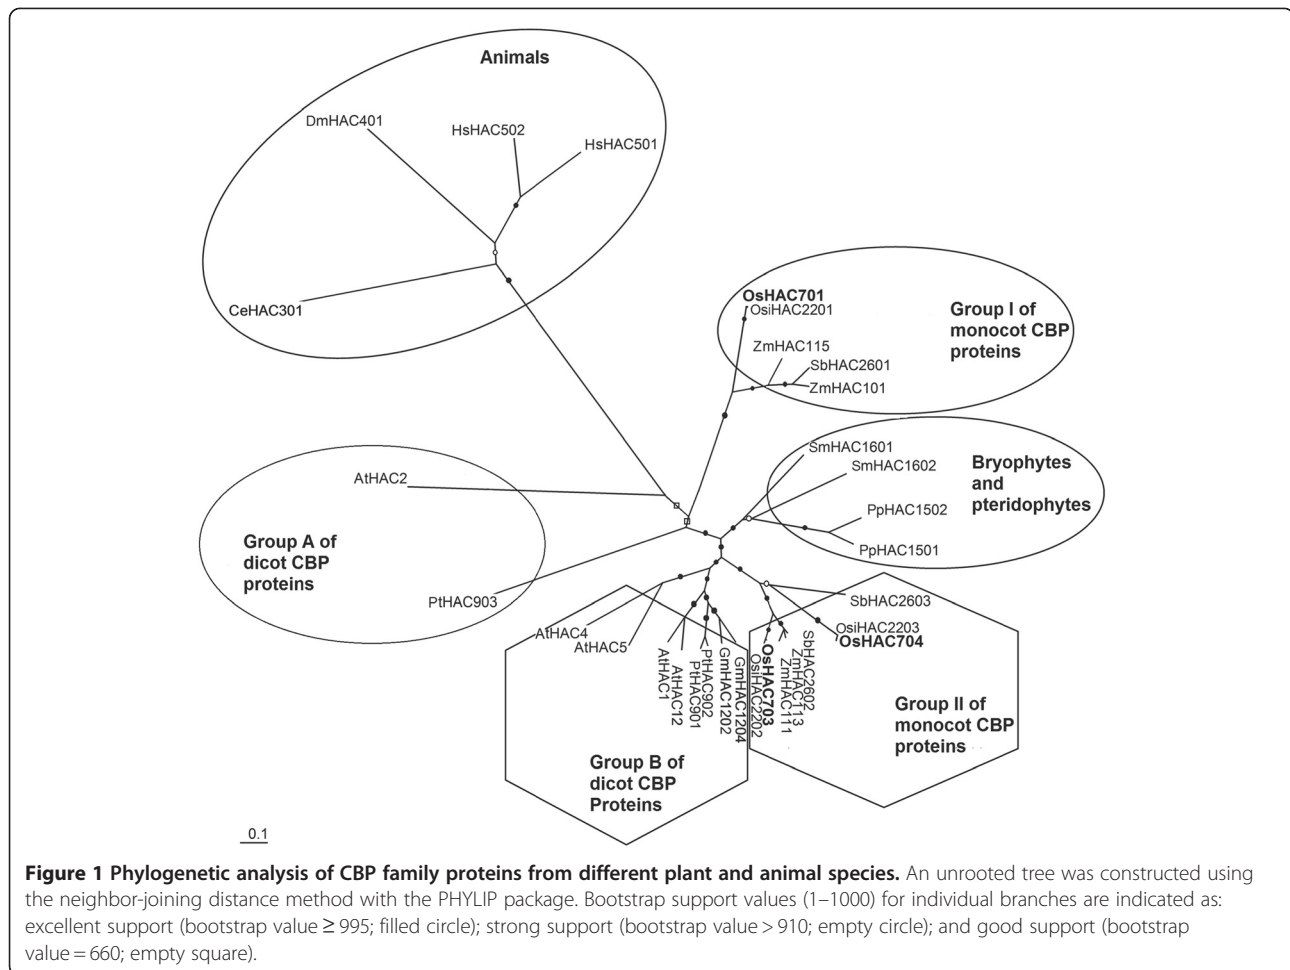 Animals
DmHAC401
HsHAC502
HsHAC501
CeHAC301
OsHAC701
OsiHAC2201
Group I of
monocot CBP
proteins
ZmHAC115
SbHAC2601
ZmHAC101
SmHAC1601
SmHAC1602
Bryophytes
and
pteridophytes
PpHAC1502
PpHAC1501
AtHAC2
Group A of
dicot CBP
proteins
PtHAC903
AtHAC4
AtHAC5
AtHAC1
AtHAC12
PtHAC901
PtHAC902
GmHAC1202
GmHAC1204
OsiHAC2202
OsHAC703
ZmHAC111
ZmHAC113
SbHAC2602
SbHAC2603
OsiHAC2203
OsHAC704
Group II of
monocot CBP
proteins
Group B of
dicot CBP
Proteins
0.1
Figure 1 Phylogenetic analysis of CBP family proteins from different plant and animal species. An unrooted tree was constructed using
the neighbor-joining distance method with the PHYLIP package. Bootstrap support values (1–1000) for individual branches are indicated as:
excellent support (bootstrap value ≥ 995; filled circle); strong support (bootstrap value > 910; empty circle); and good support (bootstrap
value = 660; empty square).